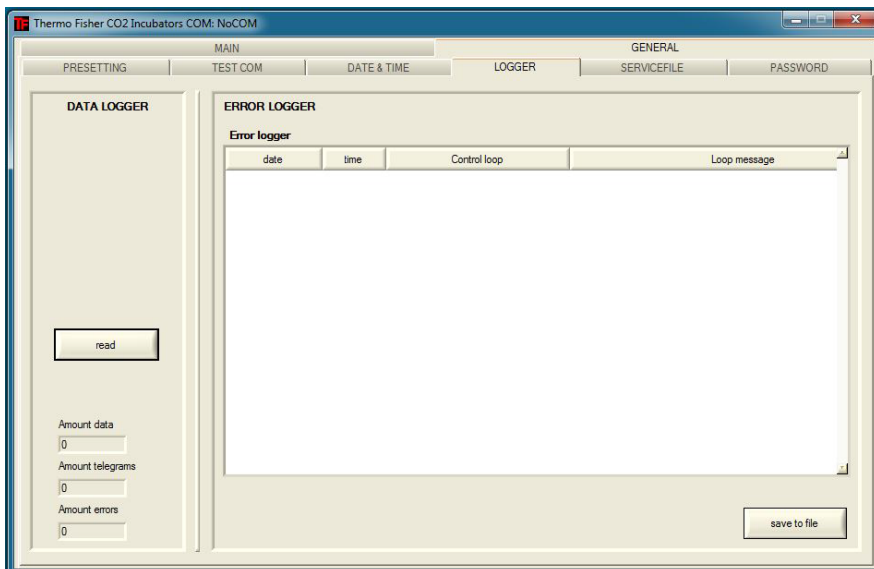 TF Thermo Fisher CO2 Incubators COM: NoCOM
MAIN GENERAL
PRESETTING TEST COM DATE & TIME LOGGER SERVICEFILE PASSWORD
DATA LOGGER
read
Amount data
0
Amount telegrams
0
Amount errors
0
ERROR LOGGER
Error logger
date time Control loop Loop message
save to file